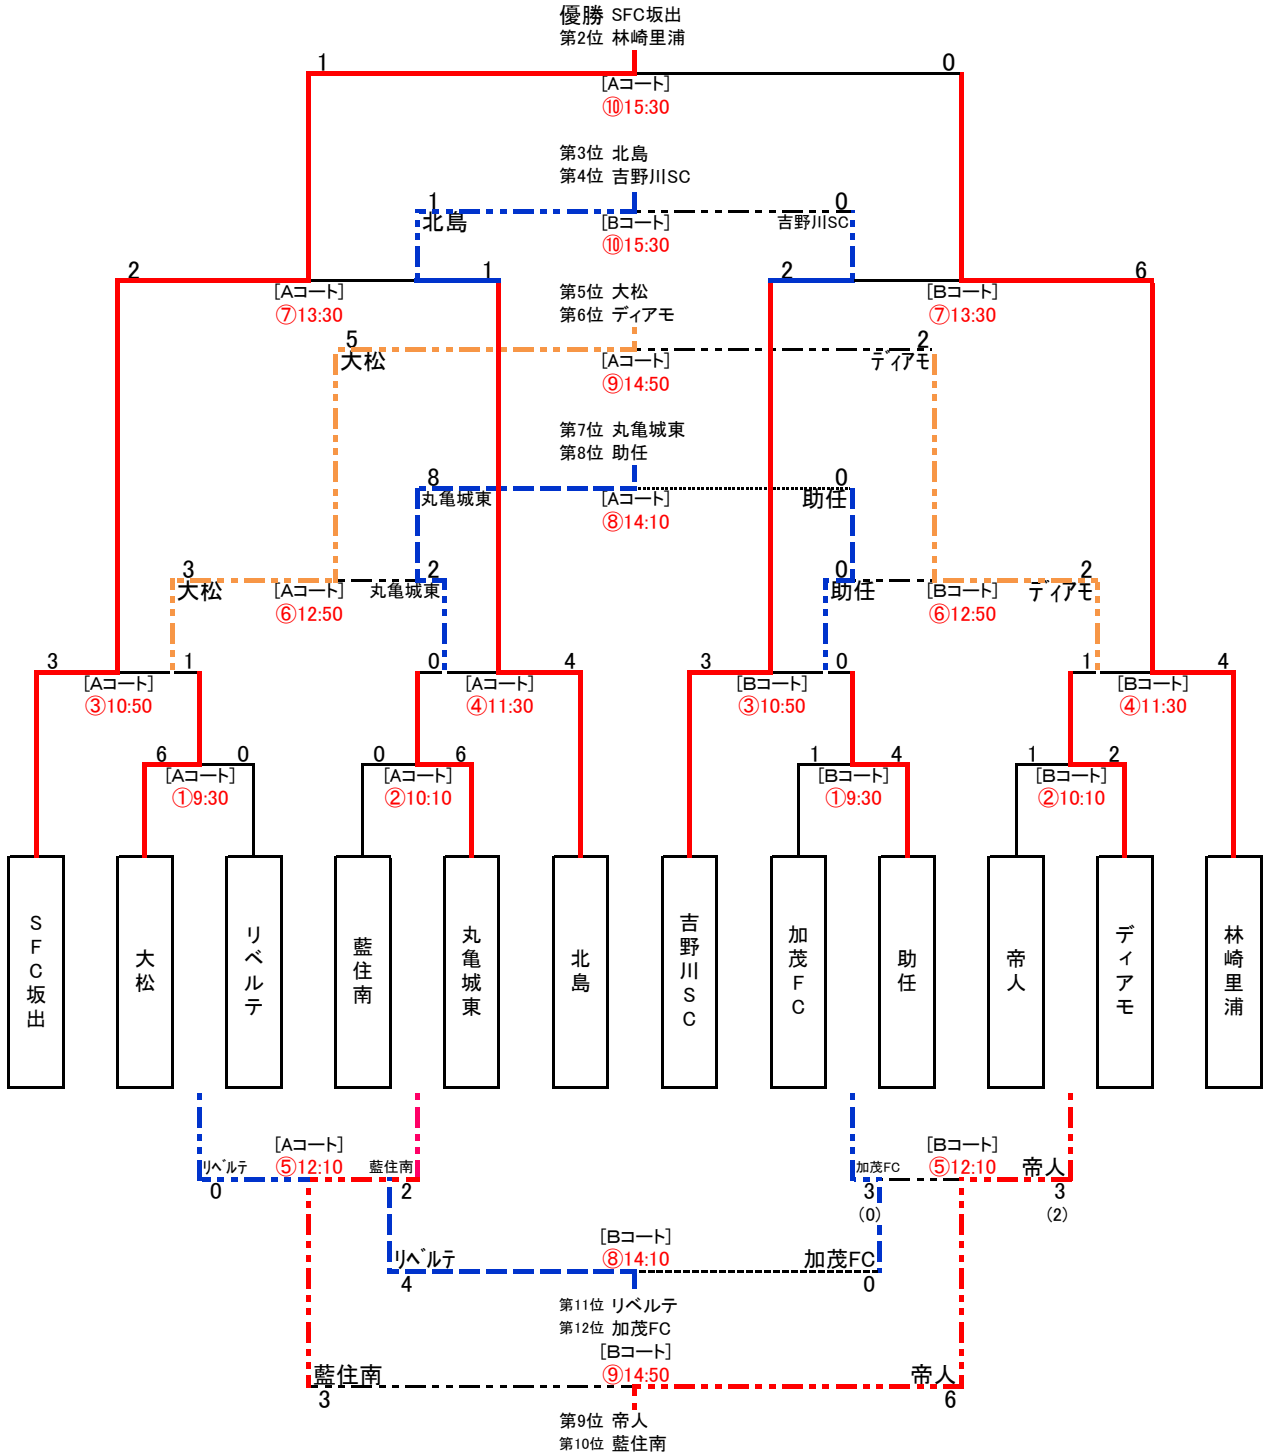 優勝 SFC坂出
第2位 林崎里浦
1 0
[Aコート]
⑩15:30
第3位 北島
第4位 吉野川SC
1 0
北島 [Bコート] 吉野川SC
⑩15:30
2 1 2 6
[Aコート] [Bコート]
⑦13:30 ⑦13:30
第5位 大松
第6位 ディアモ
5 2
大松 [Aコート] ディアモ
⑨14:50
第7位 丸亀城東
第8位 助任
8 0
丸亀城東 [Aコート] 助任
⑧14:10
3 2 0 2
大松 [Aコート] 丸亀城東 助任 [Bコート] ディアモ
⑥12:50 ⑥12:50
3 1 0 4 3 0 1 4
[Aコート] [Aコート] [Bコート] [Bコート]
③10:50 ④11:30 ③10:50 ④11:30
6 0 0 6 1 4 1 2
[Aコート] [Aコート] [Bコート] [Bコート]
①9:30 ②10:10 ①9:30 ②10:10
SFC坂出
大松
リベルテ
藍住南
丸亀城東
北島
吉野川SC
加茂FC
助任
帝人
ディアモ
林崎里浦
[Aコート] [Bコート]
リベルテ ⑤12:10 藍住南 加茂FC ⑤12:10 帝人
0 2 3 3
(0) (2)
[Bコート]
リベルテ ⑧14:10 加茂FC
4 0
第11位 リベルテ
第12位 加茂FC
[Bコート]
藍住南 ⑨14:50 帝人
3 6
第9位 帝人
第10位 藍住南